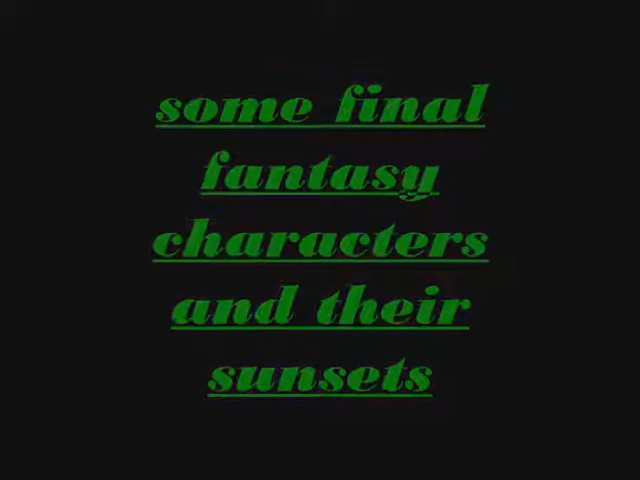 some final
fantasy
characters
and their
sunsets